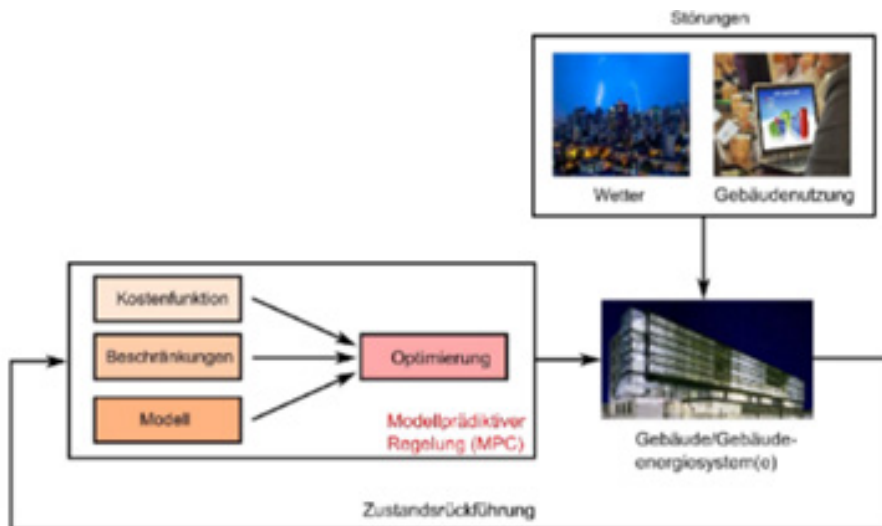 Störungen
Wetter
Gebäudenutzung
Kostenfunktion
Beschränkungen
Modell
Optimierung
Modellprädiktiver
Regelung (MPC)
Gebäude/Gebäude-
energiesystem(e)
Zustandsrückführung